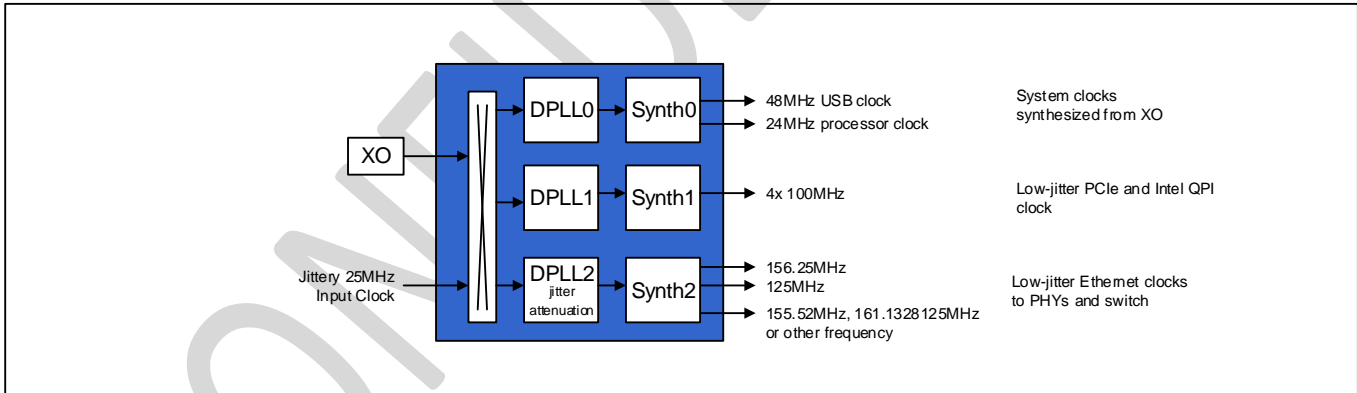 DPLL0
Synth0
48MHz USB clock
24MHz processor clock
System clocks
synthesized from XO
XO
DPLL1
Synth1
4x 100MHz
Low-jitter PCIe and Intel QPI
clock
Jittery 25MHz
Input Clock
DPLL2
jitter
attenuation
Synth2
156.25MHz
125MHz
155.52MHz, 161.1328125MHz
or other frequency
Low-jitter Ethernet clocks
to PHYs and switch